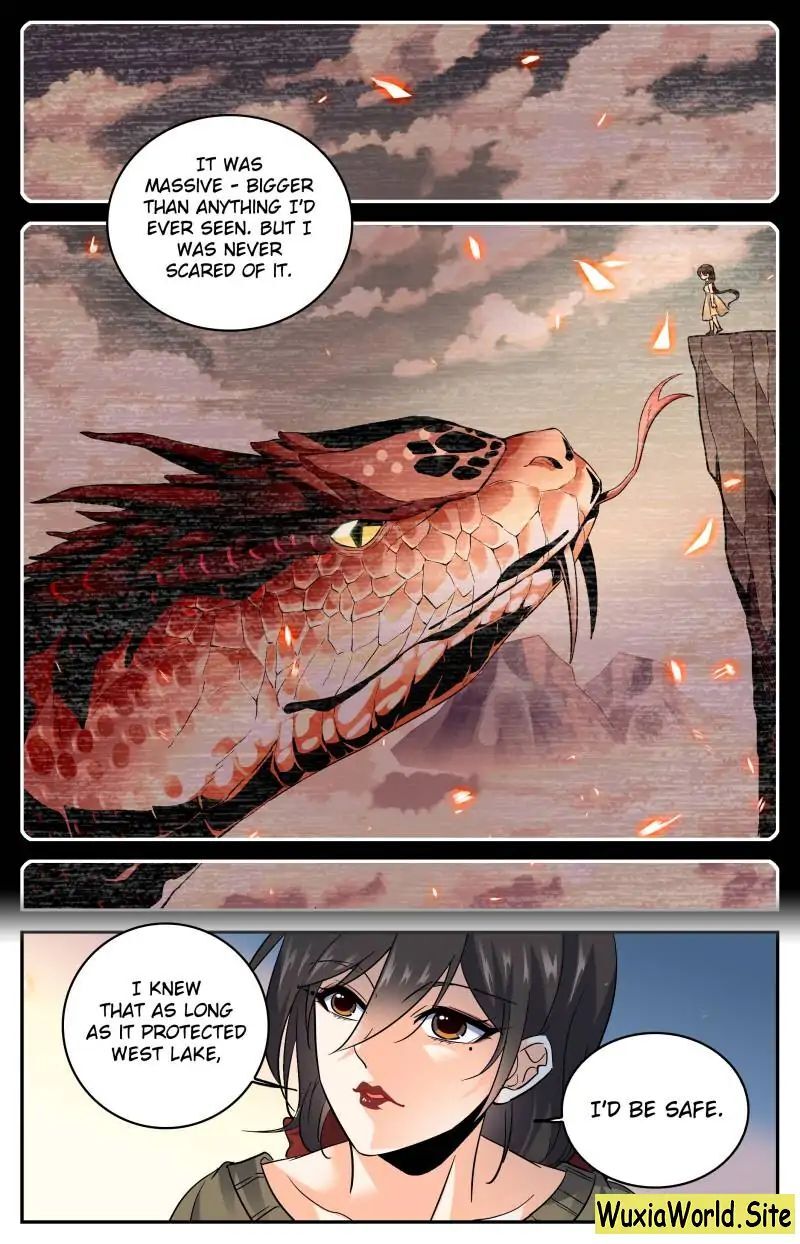 IT WAS
MASSIVE - BIGGER
THAN ANYTHING I'D
EVER SEEN. BUT I
WAS NEVER
SCARED OF IT.
I KNEW
THAT AS LONG
AS IT PROTECTED
WEST LAKE,
I'D BE SAFE.
WuxiaWorld.Site